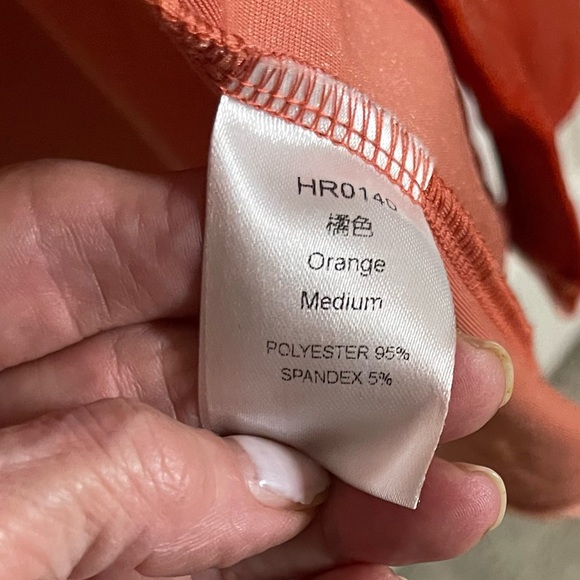 HR0140
橘色
Orange
Medium
POLYESTER 95%
SPANDEX 5%